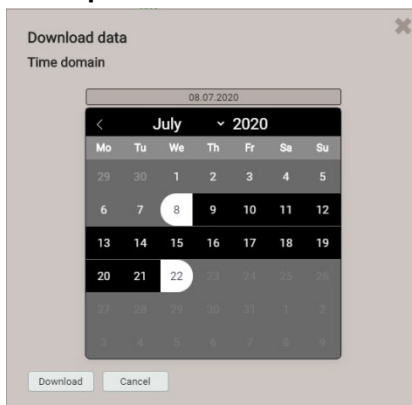 Download data
Time domain
08.07.2020
July 2020
Mo Tu We Th Fr Sa Su
29 30 1 2 3 4 5
6 7 8 9 10 11 12
13 14 15 16 17 18 19
20 21 22 23 24 25 26
27 28 29 30 31 1 2
3 4 5 6 7 8 9
Download Cancel